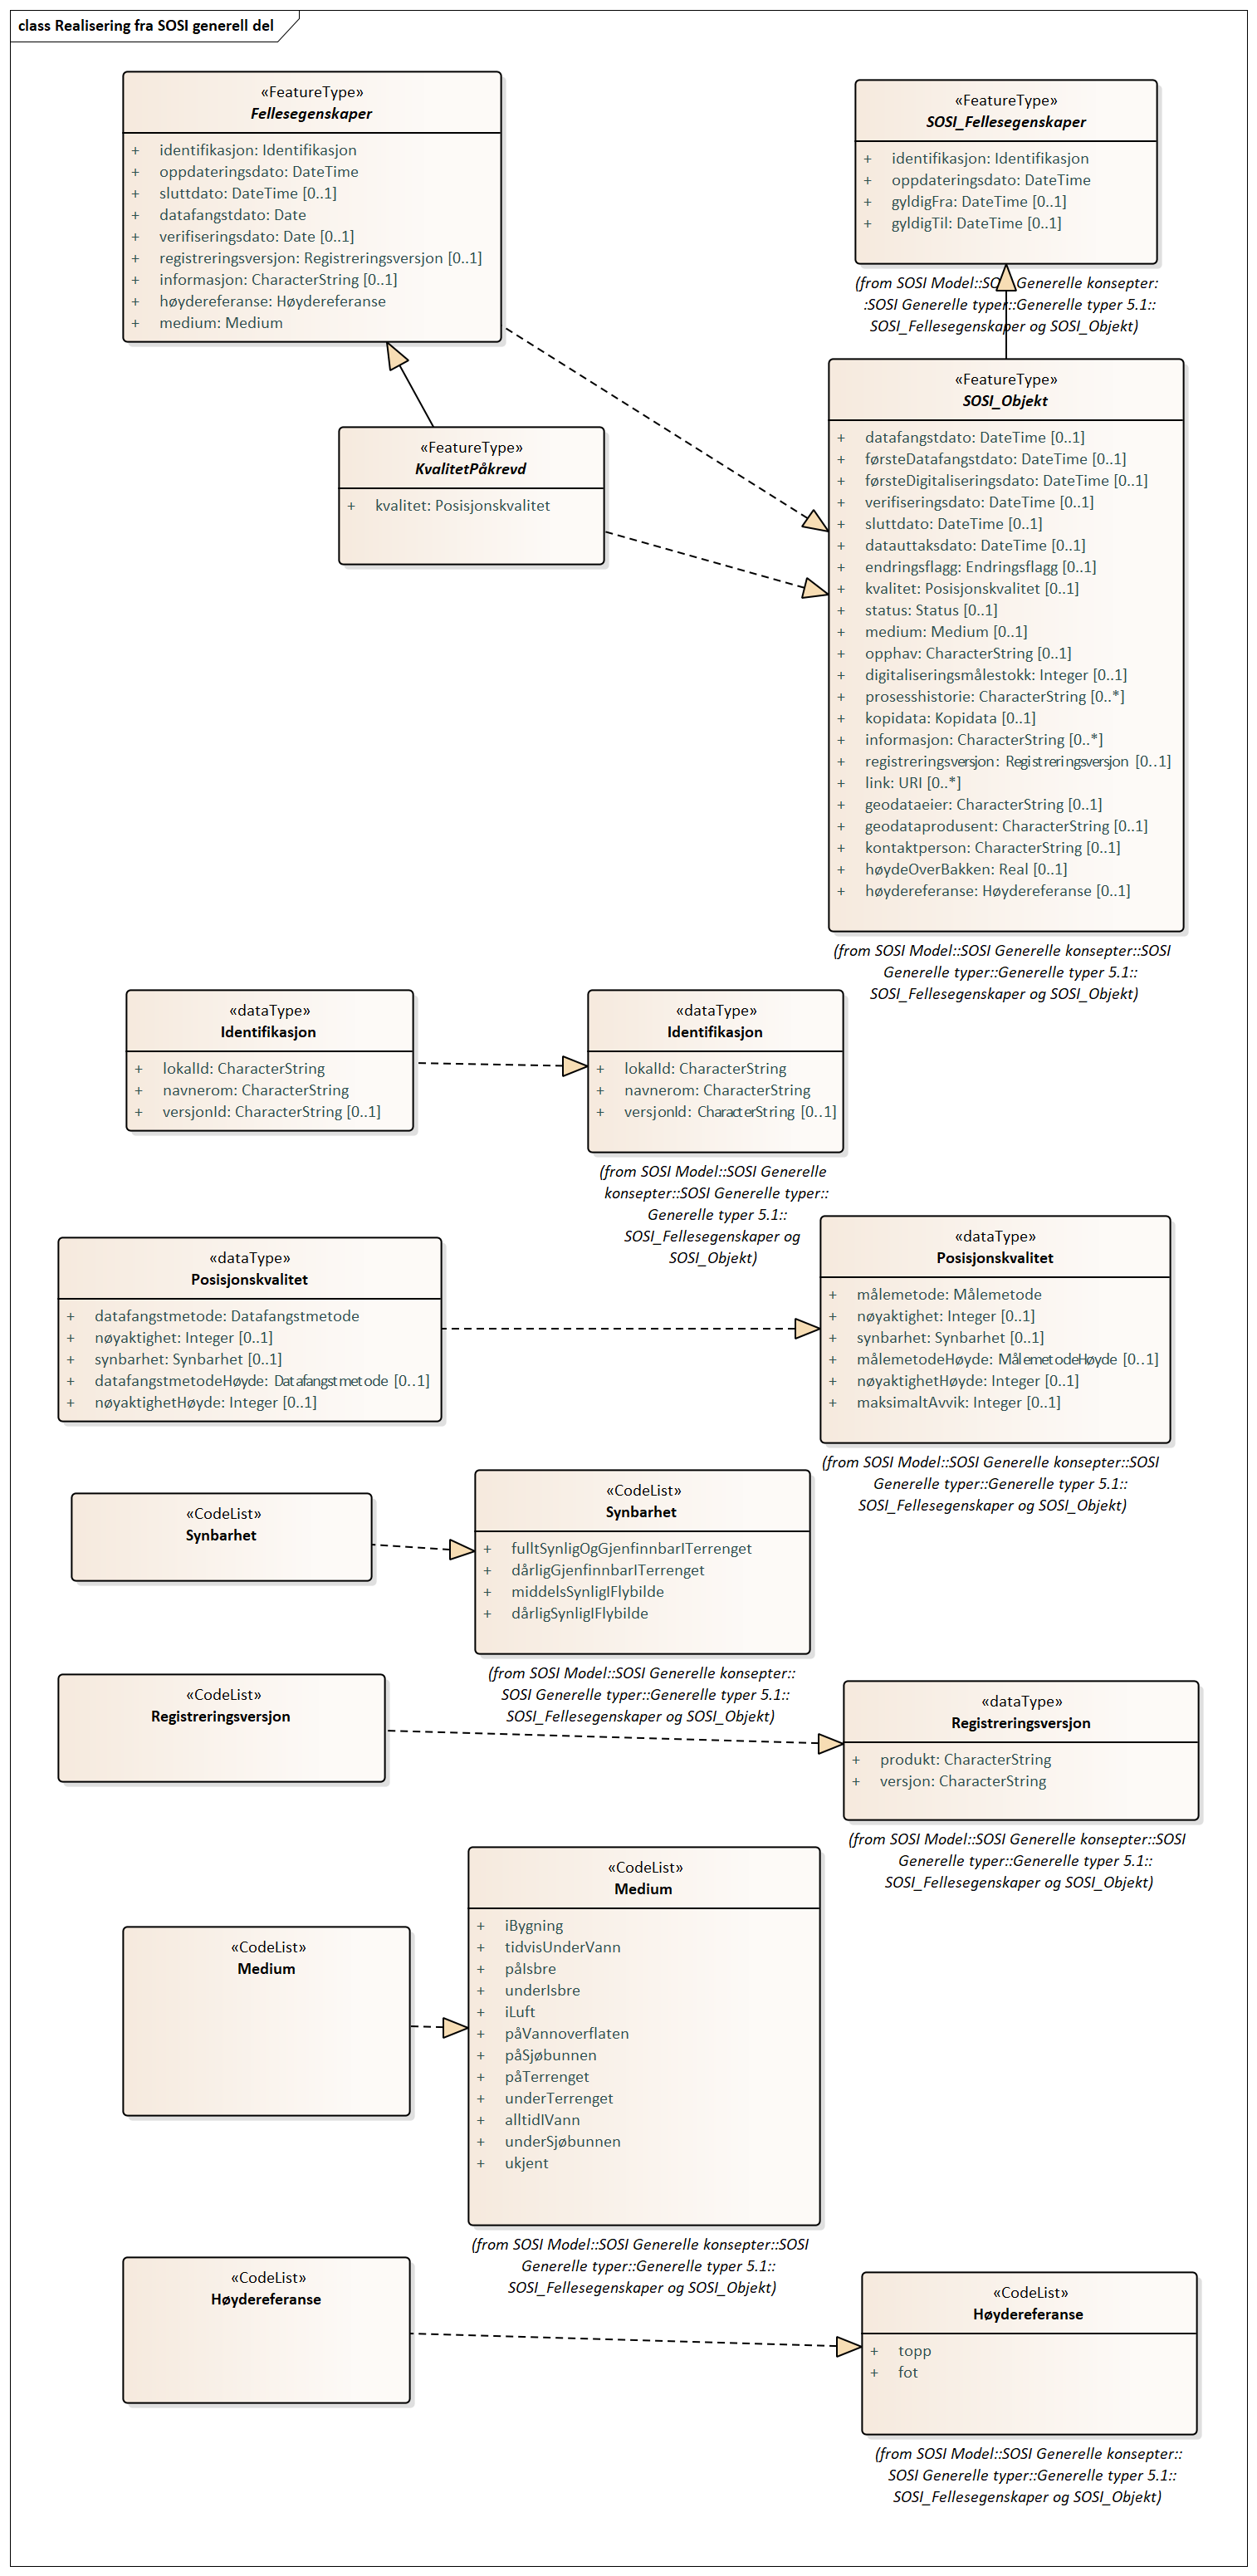 class Realisering fra SOSI generell del
«FeatureType»
Fellesegenskaper
+ identifikasjon: Identifikasjon
+ oppdateringsdato: DateTime
+ sluttdato: DateTime [0..1]
+ datafangstdato: Date
+ verifiseringsdato: Date [0..1]
+ registreringsversjon: Registreringsversjon [0..1]
+ informasjon: CharacterString [0..1]
+ høydereferanse: Høydereferanse
+ medium: Medium
«FeatureType»
SOSI_Fellesegenskaper
+ identifikasjon: Identifikasjon
+ oppdateringsdato: DateTime
+ gyldigFra: DateTime [0..1]
+ gyldigTil: DateTime [0..1]
(from SOSI Model::SOSI Generelle konsepter:
:SOSI Generelle typer::Generelle typer 5.1::
SOSI_Fellesegenskaper og SOSI_Objekt)
«FeatureType»
KvalitetPåkrevd
+ kvalitet: Posisjonskvalitet
«FeatureType»
SOSI_Objekt
+ datafangstdato: DateTime [0..1]
+ førsteDatafangstdato: DateTime [0..1]
+ førsteDigitaliseringsdato: DateTime [0..1]
+ verifiseringsdato: DateTime [0..1]
+ sluttdato: DateTime [0..1]
+ datauttaksdato: DateTime [0..1]
+ endringsflagg: Endringsflagg [0..1]
+ kvalitet: Posisjonskvalitet [0..1]
+ status: Status [0..1]
+ medium: Medium [0..1]
+ opphav: CharacterString [0..1]
+ digitaliseringsmålestokk: Integer [0..1]
+ prosesshistorie: CharacterString [0..*]
+ kopidata: Kopidata [0..1]
+ informasjon: CharacterString [0..*]
+ registreringsversjon: Registreringsversjon [0..1]
+ link: URI [0..*]
+ geodataeier: CharacterString [0..1]
+ geodataprodusent: CharacterString [0..1]
+ kontaktperson: CharacterString [0..1]
+ høydeOverBakken: Real [0..1]
+ høydereferanse: Høydereferanse [0..1]
(from SOSI Model::SOSI Generelle konsepter::SOSI
Generelle typer::Generelle typer 5.1::
SOSI_Fellesegenskaper og SOSI_Objekt)
«dataType»
Identifikasjon
+ lokalId: CharacterString
+ navnerom: CharacterString
+ versjonId: CharacterString [0..1]
«dataType»
Identifikasjon
+ lokalId: CharacterString
+ navnerom: CharacterString
+ versjonId: CharacterString [0..1]
(from SOSI Model::SOSI Generelle
konsepter::SOSI Generelle typer::
Generelle typer 5.1::
SOSI_Fellesegenskaper og
SOSI_Objekt)
«dataType»
Posisjonskvalitet
+ datafangstmetode: Datafangstmetode
+ nøyaktighet: Integer [0..1]
+ synbarhet: Synbarhet [0..1]
+ datafangstmetodeHøyde: Datafangstmetode [0..1]
+ nøyaktighetHøyde: Integer [0..1]
«dataType»
Posisjonskvalitet
+ målemetode: Målemetode
+ nøyaktighet: Integer [0..1]
+ synbarhet: Synbarhet [0..1]
+ målemetodeHøyde: MålemetodeHøyde [0..1]
+ nøyaktighetHøyde: Integer [0..1]
+ maksimaltAvvik: Integer [0..1]
(from SOSI Model::SOSI Generelle konsepter::SOSI
Generelle typer::Generelle typer 5.1::
SOSI_Fellesegenskaper og SOSI_Objekt)
«CodeList»
Synbarhet
«CodeList»
Synbarhet
+ fulltSynligOgGjenfinnbarITerrenget
+ dårligGjenfinnbarITerrenget
+ middelsSynligIFlybilde
+ dårligSynligIFlybilde
(from SOSI Model::SOSI Generelle konsepter::
SOSI Generelle typer::Generelle typer 5.1::
SOSI_Fellesegenskaper og SOSI_Objekt)
«CodeList»
Registreringsversjon
«dataType»
Registreringsversjon
+ produkt: CharacterString
+ versjon: CharacterString
(from SOSI Model::SOSI Generelle konsepter::SOSI
Generelle typer::Generelle typer 5.1::
SOSI_Fellesegenskaper og SOSI_Objekt)
«CodeList»
Medium
«CodeList»
Medium
+ iBygning
+ tidvisUnderVann
+ påIsbre
+ underIsbre
+ iLuft
+ påVannoverflaten
+ påSjøbunnen
+ påTerrenget
+ underTerrenget
+ alltidIVann
+ underSjøbunnen
+ ukjent
(from SOSI Model::SOSI Generelle konsepter::SOSI
Generelle typer::Generelle typer 5.1::
SOSI_Fellesegenskaper og SOSI_Objekt)
«CodeList»
Høydereferanse
«CodeList»
Høydereferanse
+ topp
+ fot
(from SOSI Model::SOSI Generelle konsepter::
SOSI Generelle typer::Generelle typer 5.1::
SOSI_Fellesegenskaper og SOSI_Objekt)